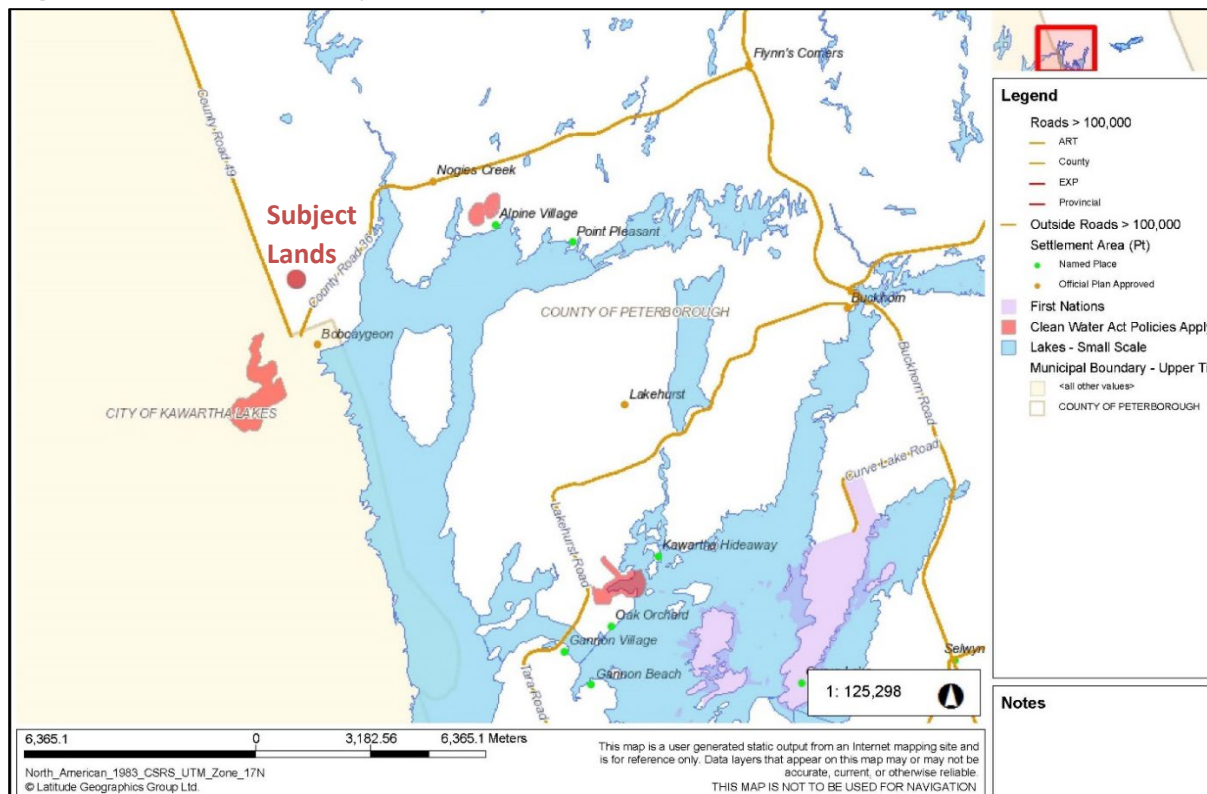 Flynn's Corners
County Road 49
Nogies Creek
Subject
Lands
Alpine Village
Point Pleasant
County Road 36
COUNTY OF PETERBOROUGH
Buckhorn
Bobcaygeon
Buckhorn Road
CITY OF KAWARTHA LAKES
Lakehurst
Curve Lake Road
Lakehurst Road
Kawartha Hideaway
Oak Orchard
Gannon Village
Selwyn
Tara Road
Gannon Beach
1: 125,298
Legend
Roads > 100,000
ART
County
EXP
Provincial
Outside Roads > 100,000
Settlement Area (Pt)
Named Place
Official Plan Approved
First Nations
Clean Water Act Policies Apply
Lakes - Small Scale
Municipal Boundary - Upper Ti
<all other values>
COUNTY OF PETERBOROUGH
Notes
6,365.1 0 3,182.56 6,365.1 Meters
North_American_1983_CSRS_UTM_Zone_17N
© Latitude Geographics Group Ltd.
This map is a user generated static output from an Internet mapping site and
is for reference only. Data layers that appear on this map may or may not be
accurate, current, or otherwise reliable.
THIS MAP IS NOT TO BE USED FOR NAVIGATION